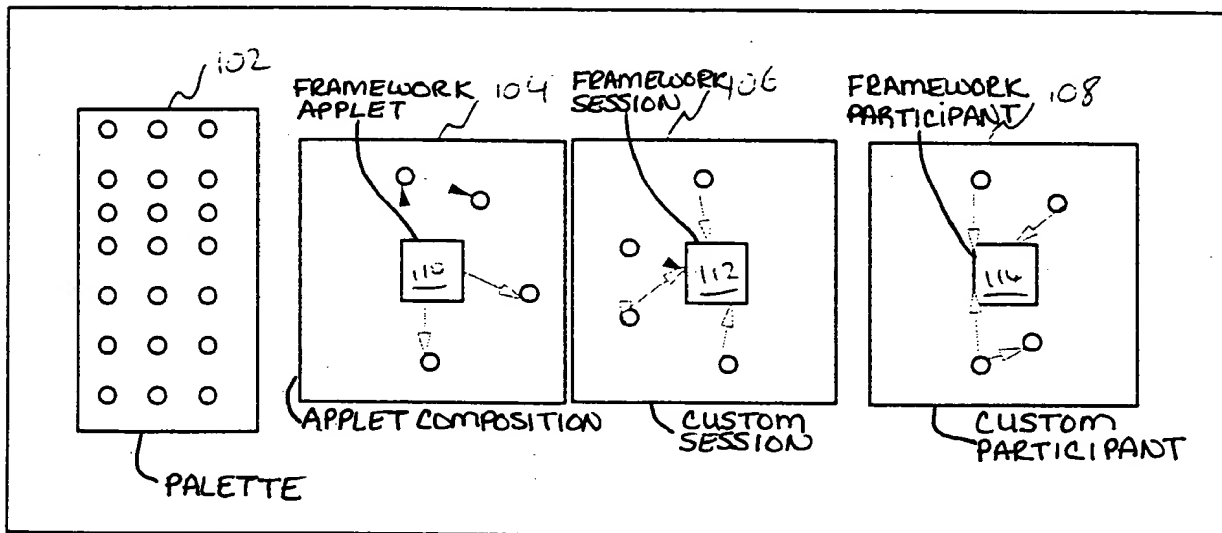 102
FRAMEWORK
APPLET
104
FRAMEWORK
SESSION
106
FRAMEWORK
PARTICIPANT
108
110
112
114
APPLET COMPOSITION
CUSTOM
SESSION
CUSTOM
PARTICIPANT
PALETTE